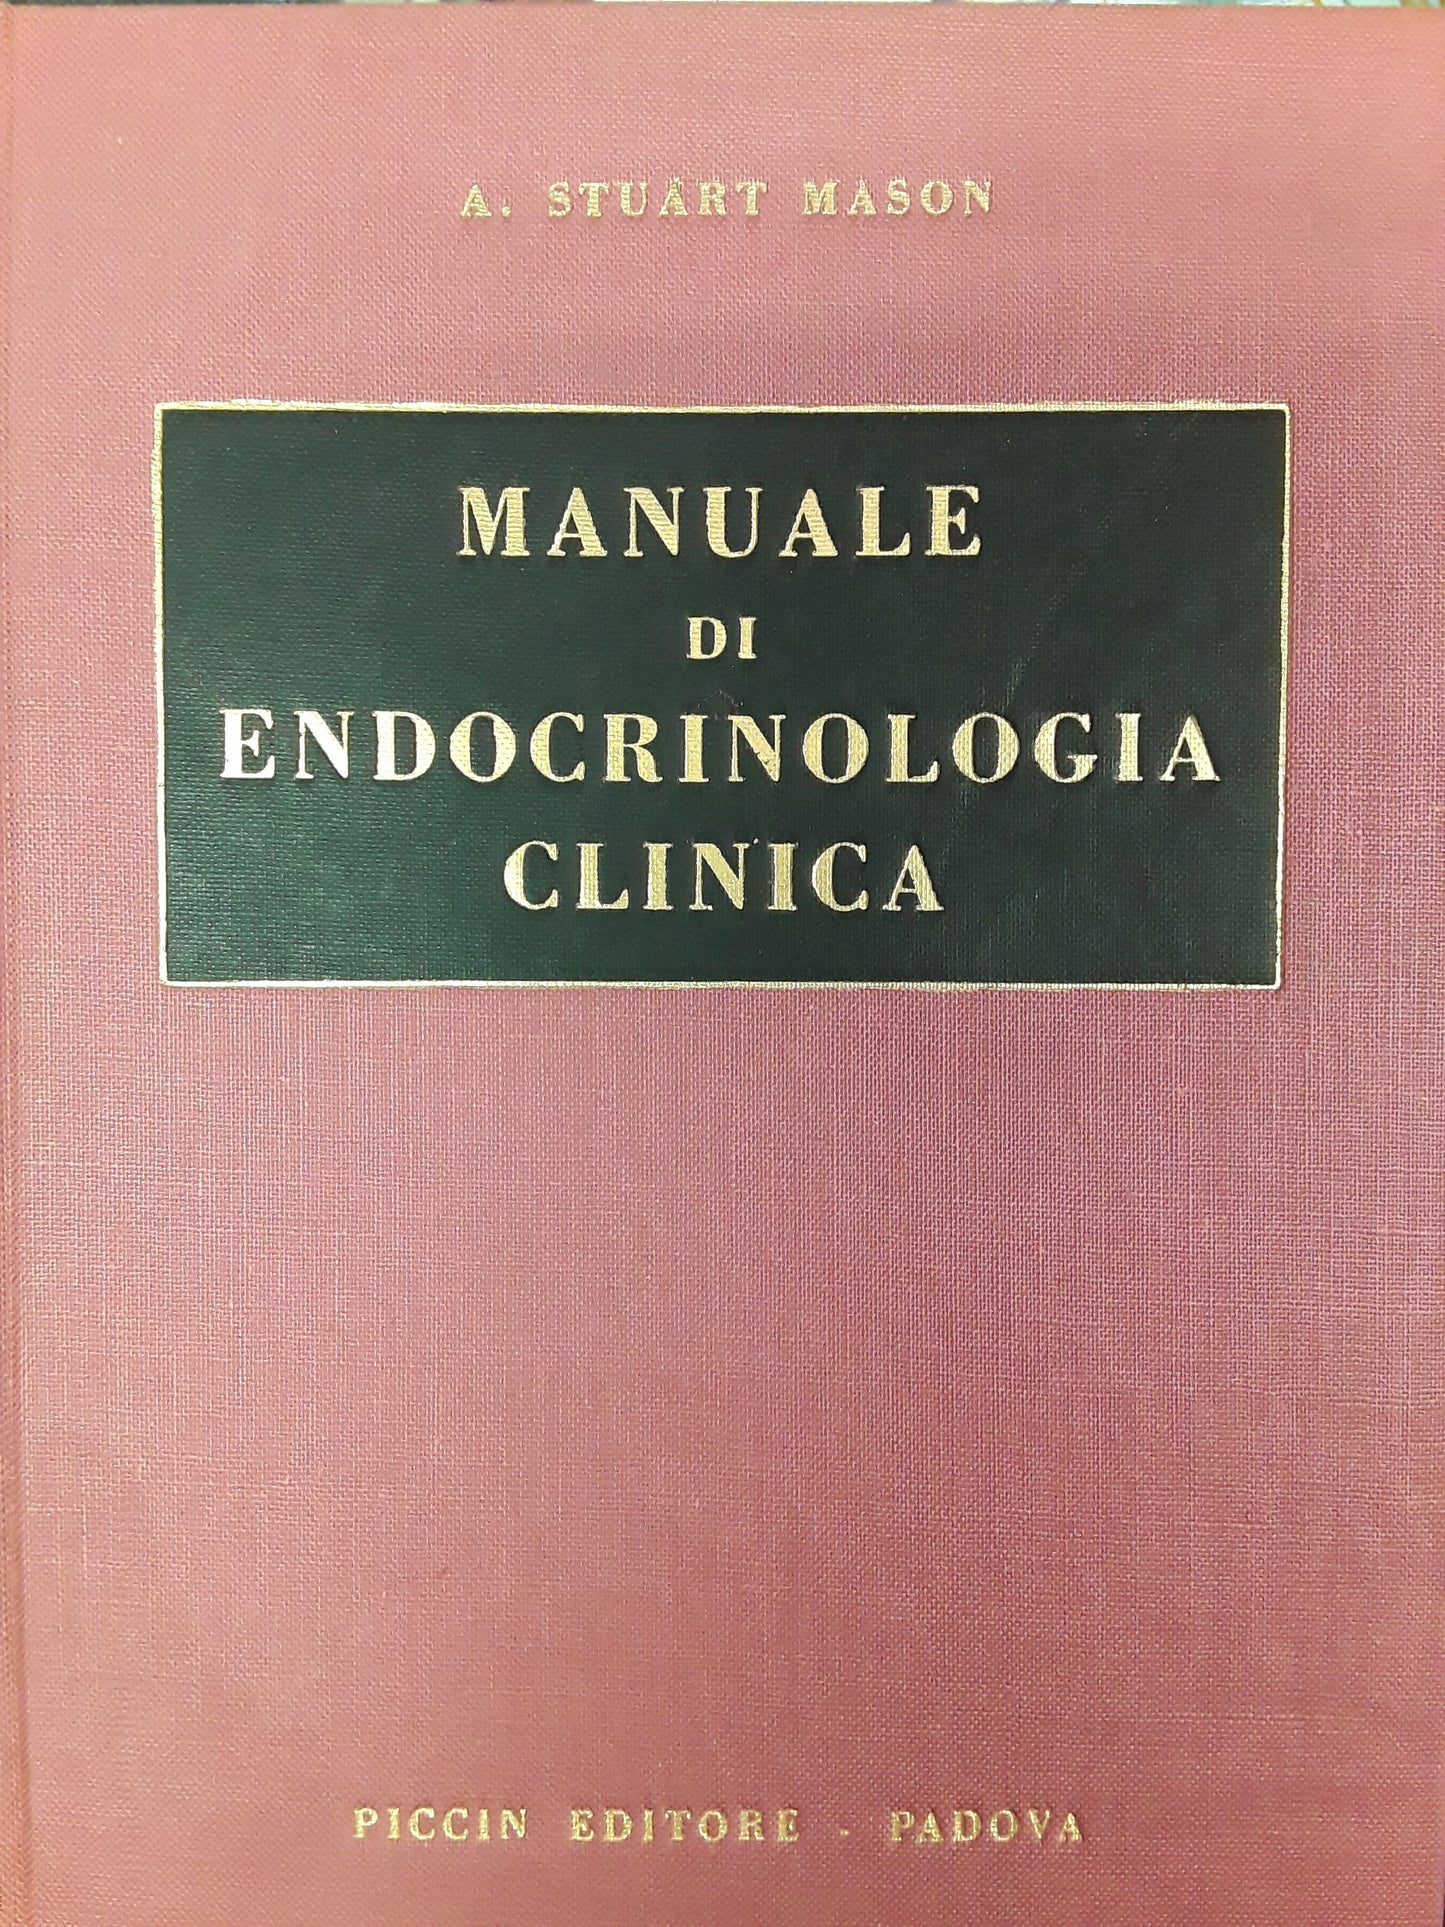 A. STUART MASON
MANUALE
DI
ENDOCRINOLOGIA
CLINICA
PICCIN EDITORE - PADOVA